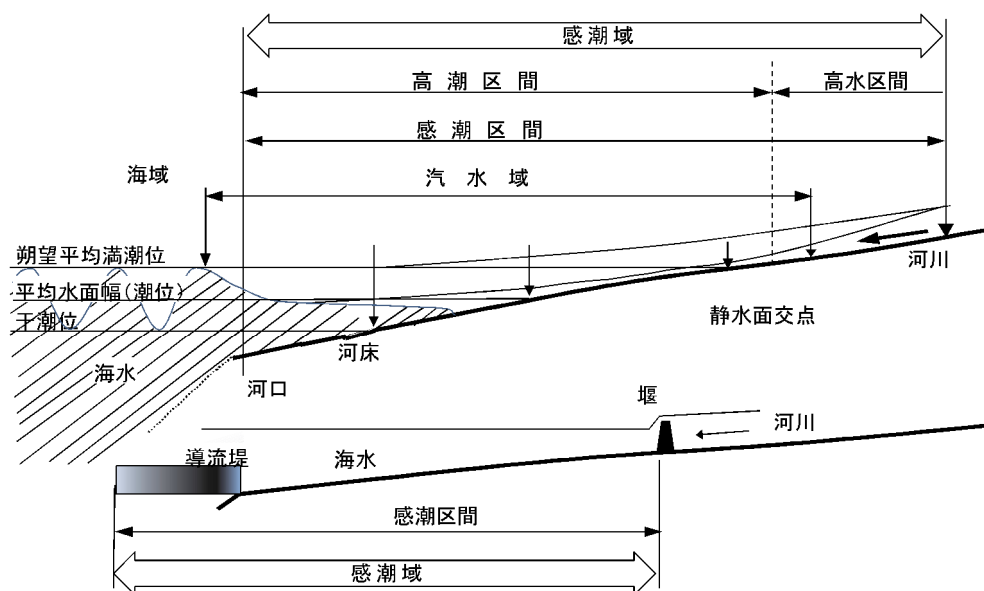 感潮域
高潮区間
高水区間
感潮区間
海域
汽水域
朔望平均満潮位
河川
平均水面幅(潮位)
干潮位
静水面交点
河床
海水
河口
堰
河川
導流堤
海水
感潮区間
感潮域